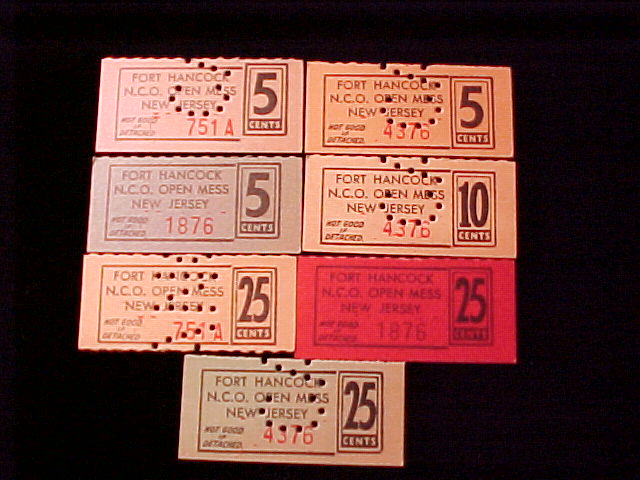 FORT HANCOCK
N.C.O. OPEN MESS
NEW JERSEY
NOT GOOD
IF
DETACHED.
751 A
5
CENTS
FORT HANCOCK
N.C.O. OPEN MESS
NEW JERSEY
NOT GOOD
IF
DETACHED.
4376
5
CENTS
FORT HANCOCK
N.C.O. OPEN MESS
NEW JERSEY
NOT GOOD
IF
DETACHED.
1876
5
CENTS
FORT HANCOCK
N.C.O. OPEN MESS
NEW JERSEY
NOT GOOD
IF
DETACHED.
4376
10
CENTS
FORT HANCOCK
N.C.O. OPEN MESS
NEW JERSEY
NOT GOOD
IF
DETACHED.
751 A
25
CENTS
FORT HANCOCK
N.C.O. OPEN MESS
NEW JERSEY
NOT GOOD
IF
DETACHED.
1876
25
CENTS
FORT HANCOCK
N.C.O. OPEN MESS
NEW JERSEY
NOT GOOD
IF
DETACHED.
4376
25
CENTS